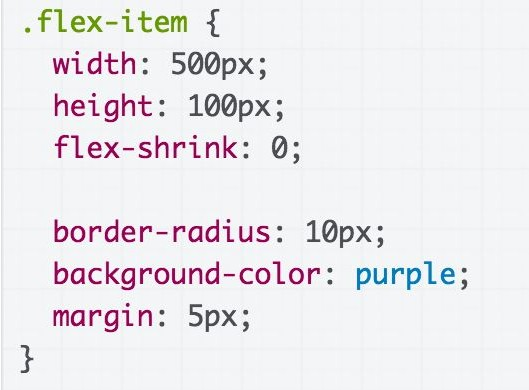 .flex-item {
  width: 500px;
  height: 100px;
  flex-shrink: 0;

  border-radius: 10px;
  background-color: purple;
  margin: 5px;
}